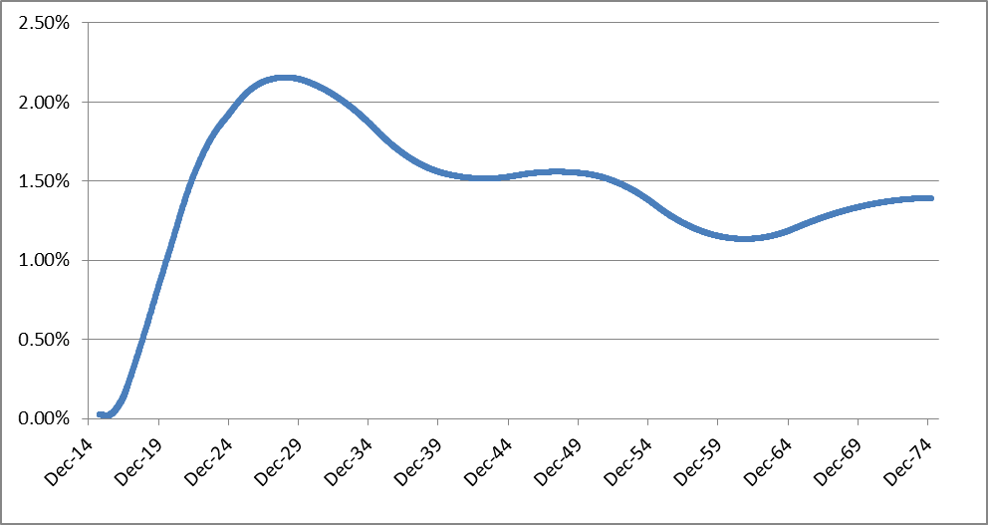 2.50%
2.00%
1.50%
1.00%
0.50%
0.00%
Dec-14
Dec-19
Dec-24
Dec-29
Dec-34
Dec-39
Dec-44
Dec-49
Dec-54
Dec-59
Dec-64
Dec-69
Dec-74